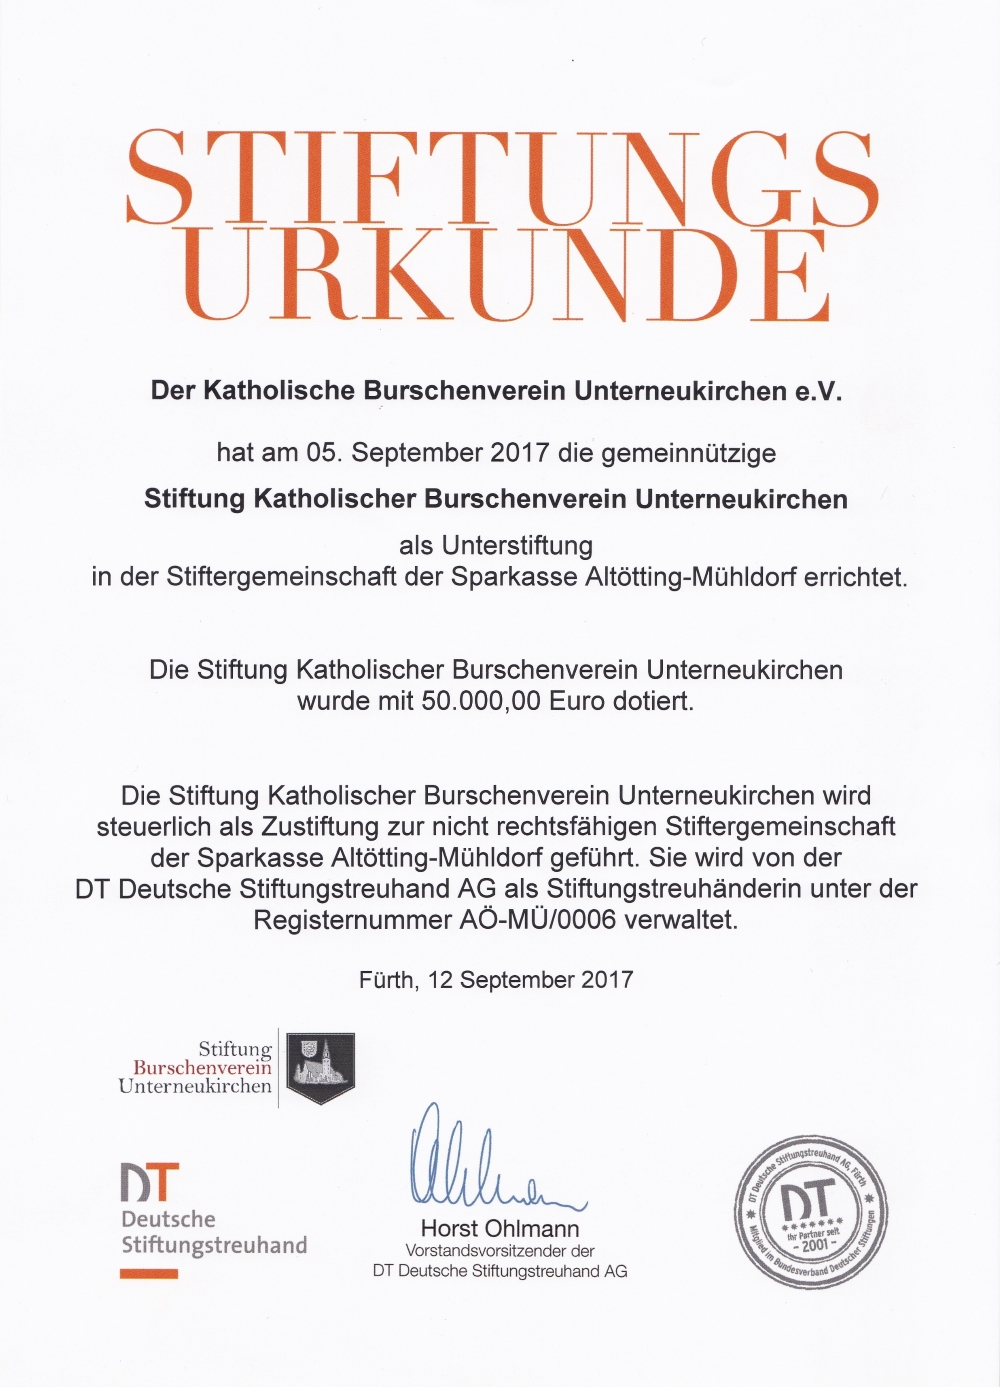 STIFTUNGS
URKUNDE
Der Katholische Burschenverein Unterneukirchen e.V.
hat am 05. September 2017 die gemeinnützige
Stiftung Katholischer Burschenverein Unterneukirchen
als Unterstiftung
in der Stiftergemeinschaft der Sparkasse Altötting-Mühldorf errichtet.
Die Stiftung Katholischer Burschenverein Unterneukirchen
wurde mit 50.000,00 Euro dotiert.
Die Stiftung Katholischer Burschenverein Unterneukirchen wird
steuerlich als Zustiftung zur nicht rechtsfähigen Stiftergemeinschaft
der Sparkasse Altötting-Mühldorf geführt. Sie wird von der
DT Deutsche Stiftungstreuhand AG als Stiftungstreuhänderin unter der
Registernummer AÖ-MÜ/0006 verwaltet.
Fürth, 12 September 2017
Stiftung
Burschenverein
Unterneukirchen
DT
Deutsche
Stiftungstreuhand
Horst Ohlmann
Vorstandsvorsitzender der
DT Deutsche Stiftungstreuhand AG
DT Deutsche Stiftungstreuhand AG, Fürth
DT
Ihr Partner seit
- 2001 -
Mitglied im Bundesverband Deutscher Stiftungen